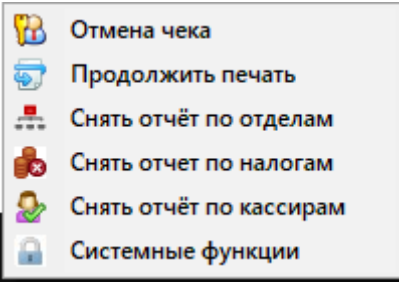 Отмена чека
Продолжить печать
Снять отчёт по отделам
Снять отчет по налогам
Снять отчёт по кассирам
Системные функции